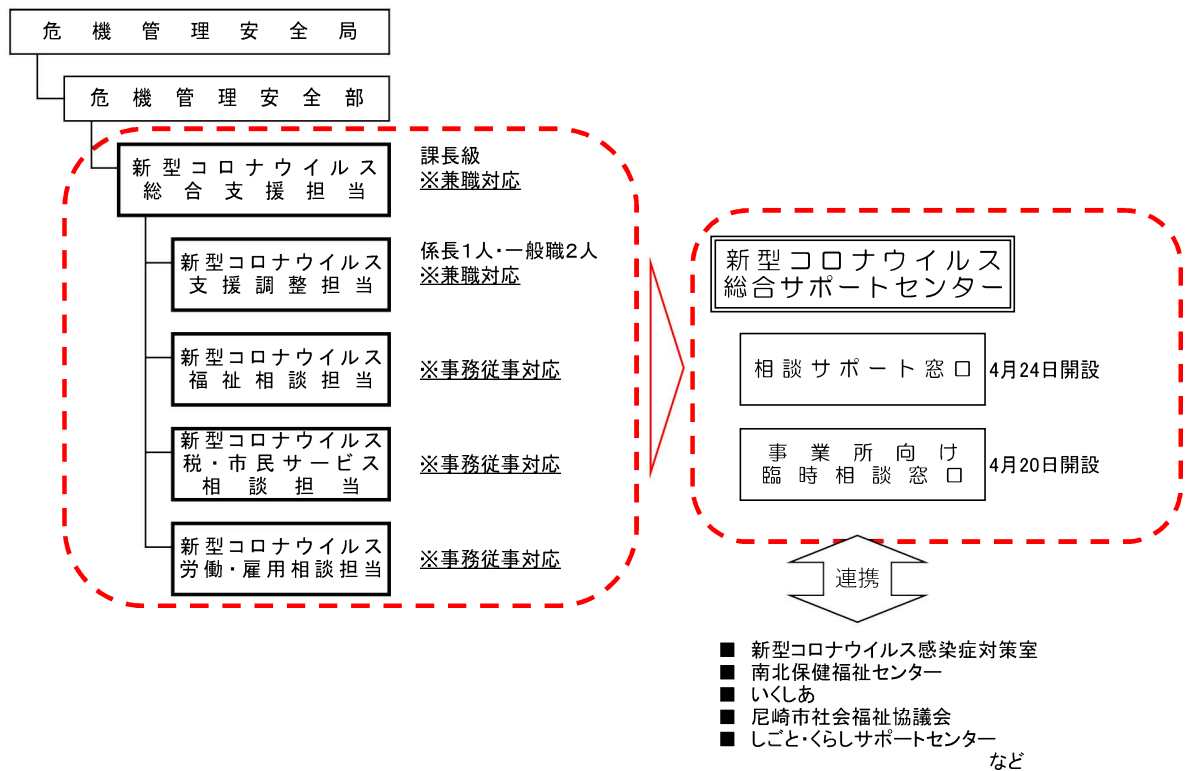 危機管理安全局
危機管理安全部
新型コロナウイルス
総合支援担当
課長級
※兼職対応
新型コロナウイルス
支援調整担当
係長1人・一般職2人
※兼職対応
新型コロナウイルス
福祉相談担当
※事務従事対応
新型コロナウイルス
税・市民サービス
相談担当
※事務従事対応
新型コロナウイルス
労働・雇用相談担当
※事務従事対応
新型コロナウイルス
総合サポートセンター
相談サポート窓口
4月24日開設
事業所向け
臨時相談窓口
4月20日開設
連携
■ 新型コロナウイルス感染症対策室
■ 南北保健福祉センター
■ いくしあ
■ 尼崎市社会福祉協議会
■ しごと・くらしサポートセンター
など